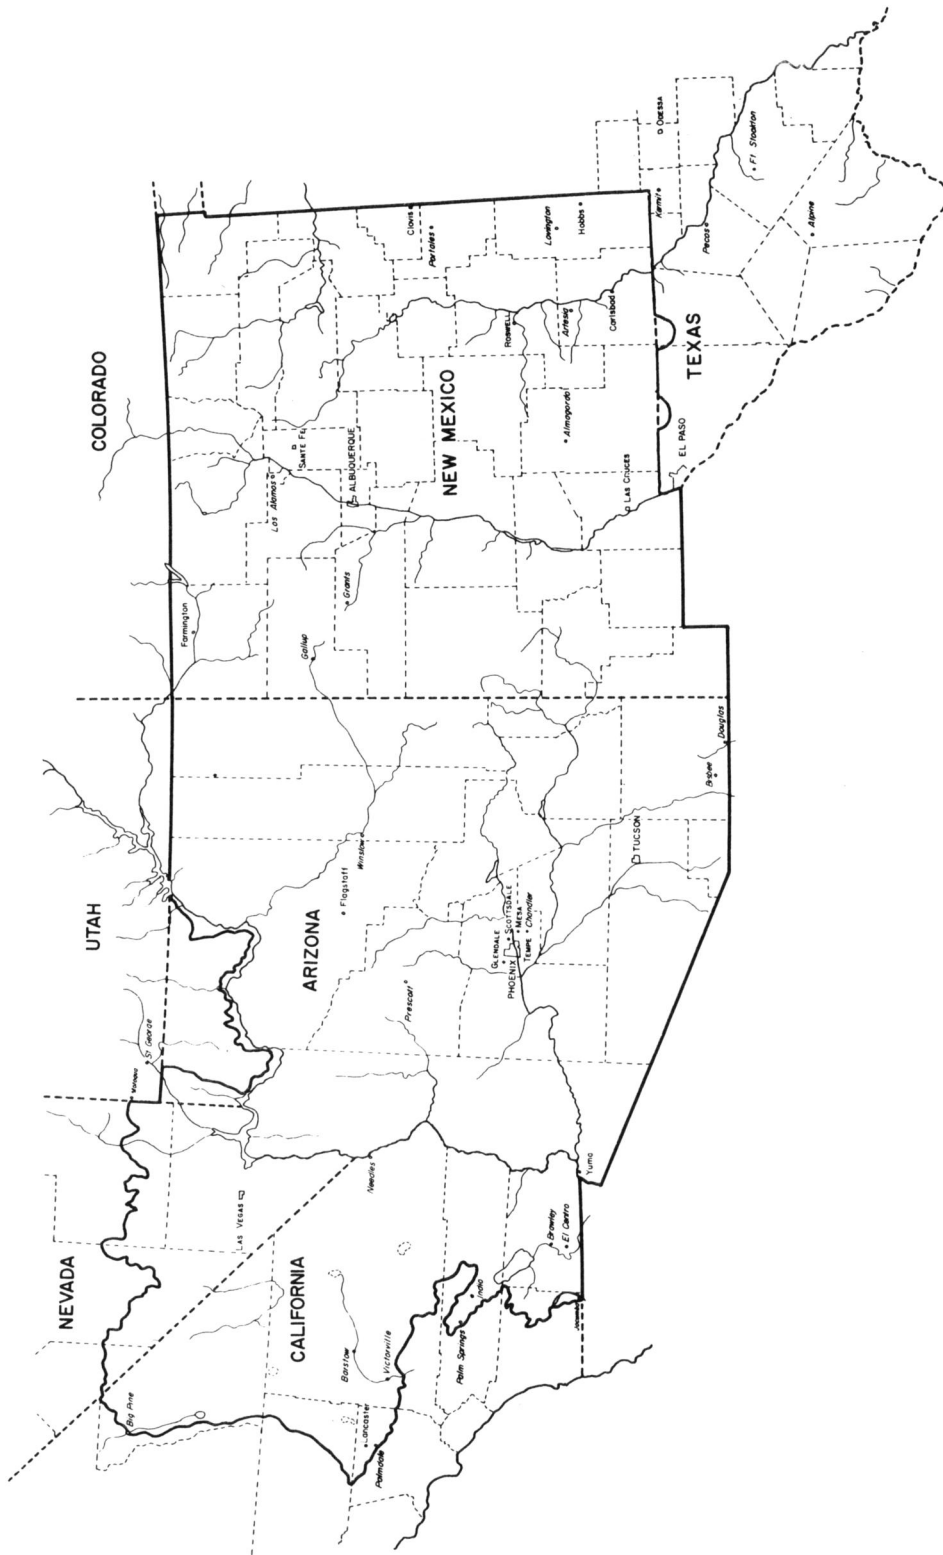 NEVADA
UTAH
COLORADO
CALIFORNIA
ARIZONA
NEW MEXICO
TEXAS
Big Pine
LAS VEGAS
St George
Farmington
Los Alamos
SANTE FE
ALBUQUERQUE
Grants
Gallup
Clovis
Portales
Lovington
Hobbs
ROSWELL
Artesia
Carlsbad
Almogordo
LAS CRUCES
EL PASO
Kermit
ODESSA
Pecos
Ft Stockton
Alpine
Flagstaff
Winslow
Prescott
GLENDALE
SCOTTSDALE
PHOENIX
MESA
TEMPE
Chandler
TUCSON
Bisbee
Douglas
Yuma
Needles
Barstow
Victorville
Lancaster
Palmdale
Palm Springs
Indio
Brawley
El Centro